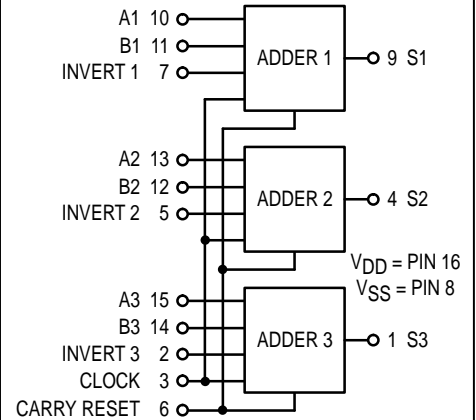 A1 10
B1 11
INVERT 1 7
ADDER 1
9 S1
A2 13
B2 12
INVERT 2 5
ADDER 2
4 S2
VDD = PIN 16
VSS = PIN 8
A3 15
B3 14
INVERT 3 2
CLOCK 3
CARRY RESET 6
ADDER 3
1 S3